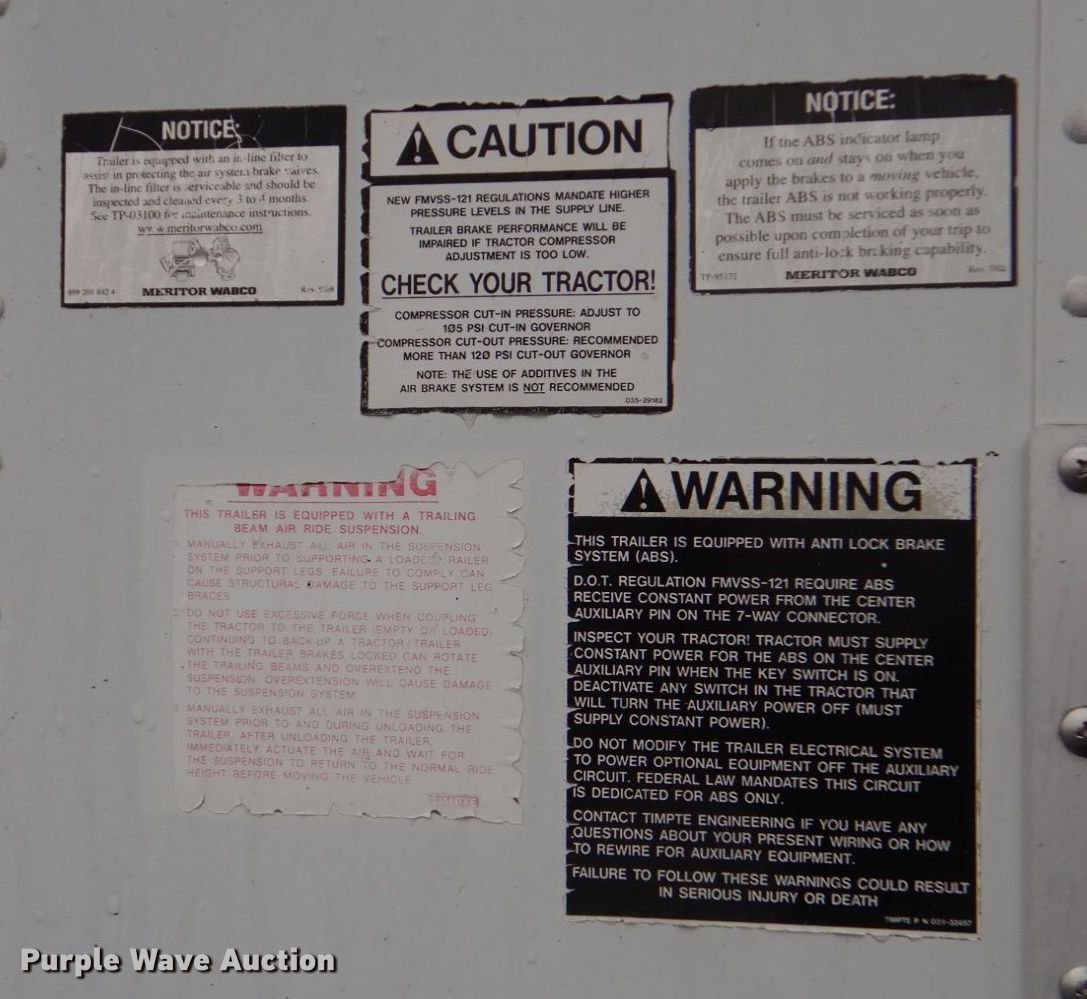 NOTICE:
Trailer is equipped with an in-line filter to
assist in protecting the air system brake valves.
The in-line filter is serviceable and should be
inspected and cleaned every 3 to 4 months.
See TP-03100 for maintenance instructions.
www.meritorwabco.com
MERITOR WABCO
CAUTION
NEW FMVSS-121 REGULATIONS MANDATE HIGHER
PRESSURE LEVELS IN THE SUPPLY LINE.
TRAILER BRAKE PERFORMANCE WILL BE
IMPAIRED IF TRACTOR COMPRESSOR
ADJUSTMENT IS TOO LOW.
CHECK YOUR TRACTOR!
COMPRESSOR CUT-IN PRESSURE: ADJUST TO
105 PSI CUT-IN GOVERNOR
COMPRESSOR CUT-OUT PRESSURE: RECOMMENDED
MORE THAN 120 PSI CUT-OUT GOVERNOR
NOTE: THE USE OF ADDITIVES IN THE
AIR BRAKE SYSTEM IS NOT RECOMMENDED
035-29182
NOTICE:
If the ABS indicator lamp
comes on and stays on when you
apply the brakes to a moving vehicle,
the trailer ABS is not working properly.
The ABS must be serviced as soon as
possible upon completion of your trip to
ensure full anti-lock braking capability.
TP-95172
MERITOR WABCO
WARNING
THIS TRAILER IS EQUIPPED WITH A TRAILING
BEAM AIR RIDE SUSPENSION.
1. MANUALLY EXHAUST ALL AIR IN THE SUSPENSION
SYSTEM PRIOR TO SUPPORTING A LOADED TRAILER
ON THE SUPPORT LEGS. FAILURE TO COMPLY CAN
CAUSE STRUCTURAL DAMAGE TO THE SUPPORT LEG
BRACES
2. DO NOT USE EXCESSIVE FORCE WHEN COUPLING
THE TRACTOR TO THE TRAILER (EMPTY OR LOADED)
CONTINUING TO BACK-UP A TRACTOR/TRAILER
WITH THE TRAILER BRAKES LOCKED CAN ROTATE
THE TRAILING BEAMS AND OVEREXTEND THE
SUSPENSION. OVEREXTENSION WILL CAUSE DAMAGE
TO THE SUSPENSION SYSTEM
3. MANUALLY EXHAUST ALL AIR IN THE SUSPENSION
SYSTEM PRIOR TO AND DURING UNLOADING THE
TRAILER. AFTER UNLOADING THE TRAILER,
IMMEDIATELY ACTUATE THE AIR AND WAIT FOR
THE SUSPENSION TO RETURN TO THE NORMAL RIDE
HEIGHT BEFORE MOVING THE VEHICLE
WARNING
THIS TRAILER IS EQUIPPED WITH ANTI LOCK BRAKE
SYSTEM (ABS).
D.O.T. REGULATION FMVSS-121 REQUIRE ABS
RECEIVE CONSTANT POWER FROM THE CENTER
AUXILIARY PIN ON THE 7-WAY CONNECTOR.
INSPECT YOUR TRACTOR! TRACTOR MUST SUPPLY
CONSTANT POWER FOR THE ABS ON THE CENTER
AUXILIARY PIN WHEN THE KEY SWITCH IS ON.
DEACTIVATE ANY SWITCH IN THE TRACTOR THAT
WILL TURN THE AUXILIARY POWER OFF (MUST
SUPPLY CONSTANT POWER).
DO NOT MODIFY THE TRAILER ELECTRICAL SYSTEM
TO POWER OPTIONAL EQUIPMENT OFF THE AUXILIARY
CIRCUIT. FEDERAL LAW MANDATES THIS CIRCUIT
IS DEDICATED FOR ABS ONLY.
CONTACT TIMPTE ENGINEERING IF YOU HAVE ANY
QUESTIONS ABOUT YOUR PRESENT WIRING OR HOW
TO REWIRE FOR AUXILIARY EQUIPMENT.
FAILURE TO FOLLOW THESE WARNINGS COULD RESULT
IN SERIOUS INJURY OR DEATH
TIMPTE P N
Purple Wave Auction